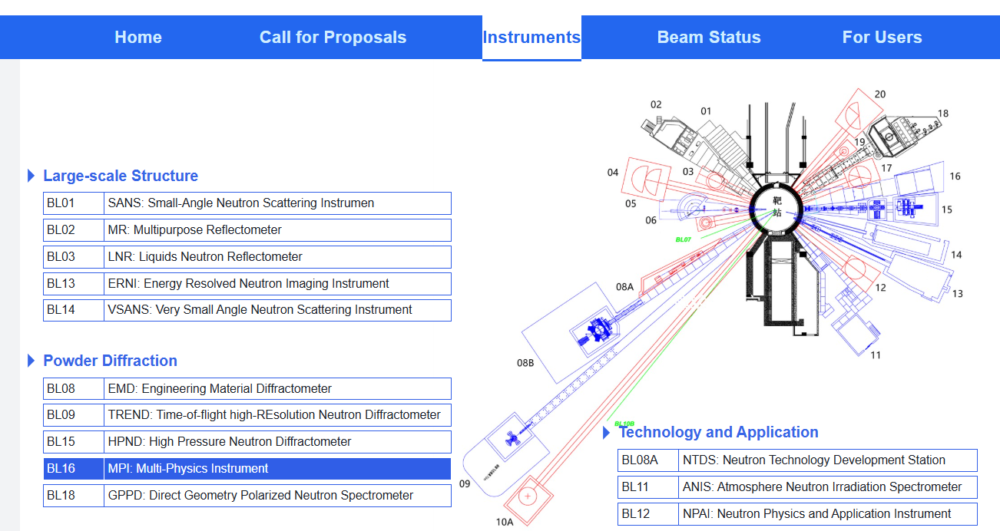 Home
Call for Proposals
Instruments
Beam Status
For Users
Large-scale Structure
BL01 SANS: Small-Angle Neutron Scattering Instrumen
BL02 MR: Multipurpose Reflectometer
BL03 LNR: Liquids Neutron Reflectometer
BL13 ERNI: Energy Resolved Neutron Imaging Instrument
BL14 VSANS: Very Small Angle Neutron Scattering Instrument
Powder Diffraction
BL08 EMD: Engineering Material Diffractometer
BL09 TREND: Time-of-flight high-REsolution Neutron Diffractometer
BL15 HPND: High Pressure Neutron Diffractometer
BL16 MPI: Multi-Physics Instrument
BL18 GPPD: Direct Geometry Polarized Neutron Spectrometer
20
02
01
18
19
04
03
17
16
05
靶
站
15
06
BL07
14
08A
12
13
08B
11
BL10B
09
10A
Technology and Application
BL08A NTDS: Neutron Technology Development Station
BL11 ANIS: Atmosphere Neutron Irradiation Spectrometer
BL12 NPAI: Neutron Physics and Application Instrument